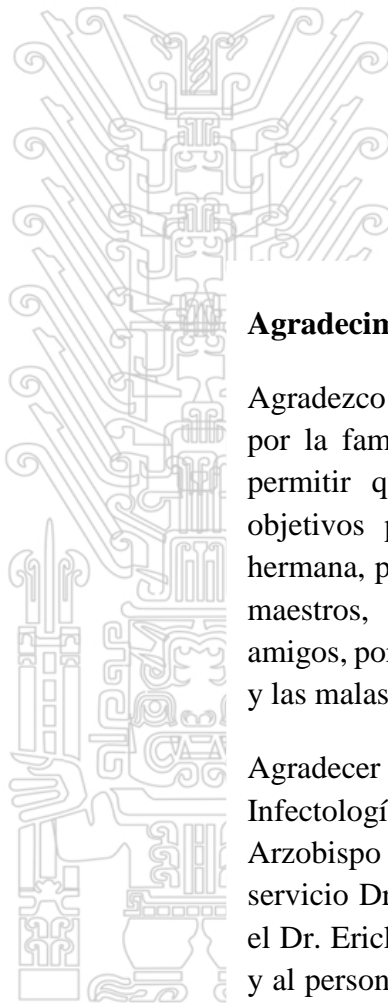 Agradecim
Agradezco
por la fam
permitir q
objetivos p
hermana, p
maestros,
amigos, por
y las malas
Agradecer
Infectologí
Arzobispo
servicio Dr
el Dr. Erich
y al person